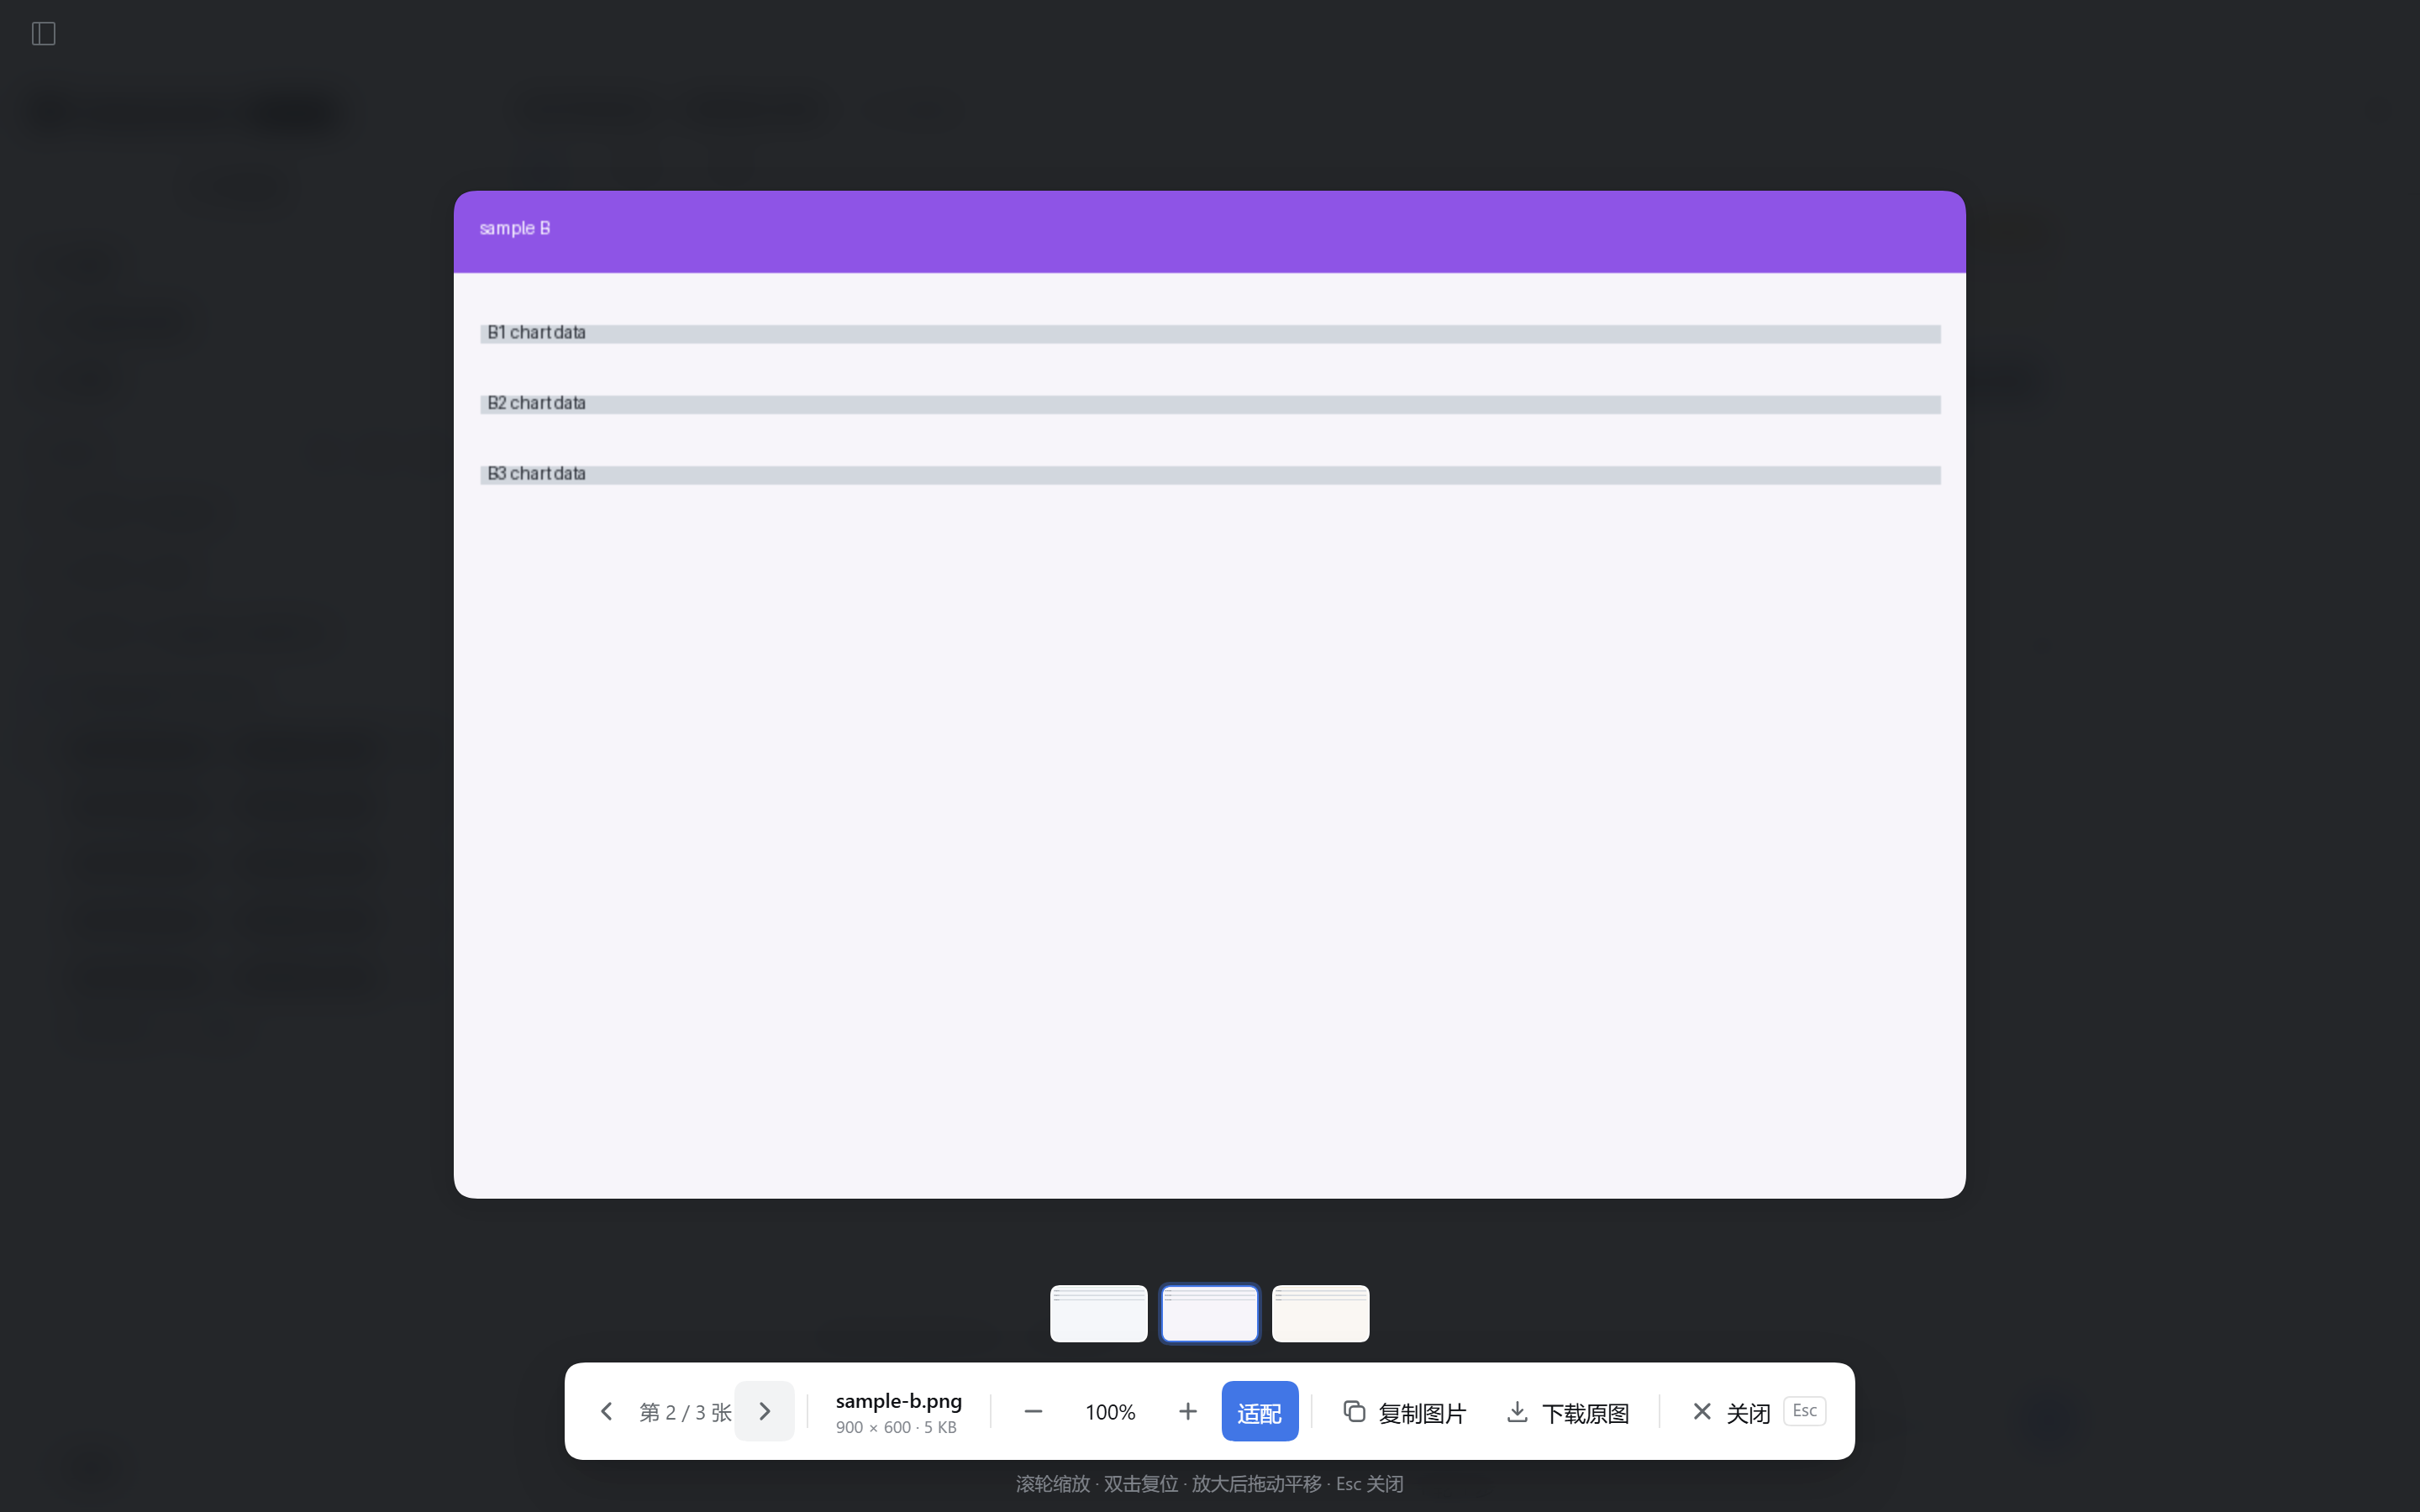 sample B
B1 chart data
B2 chart data
B3 chart data
第 2 / 3 张
sample-b.png
900 × 600 · 5 KB
100%
适配
复制图片
下载原图
关闭 Esc
滚轮缩放 · 双击复位 · 放大后拖动平移 · Esc 关闭